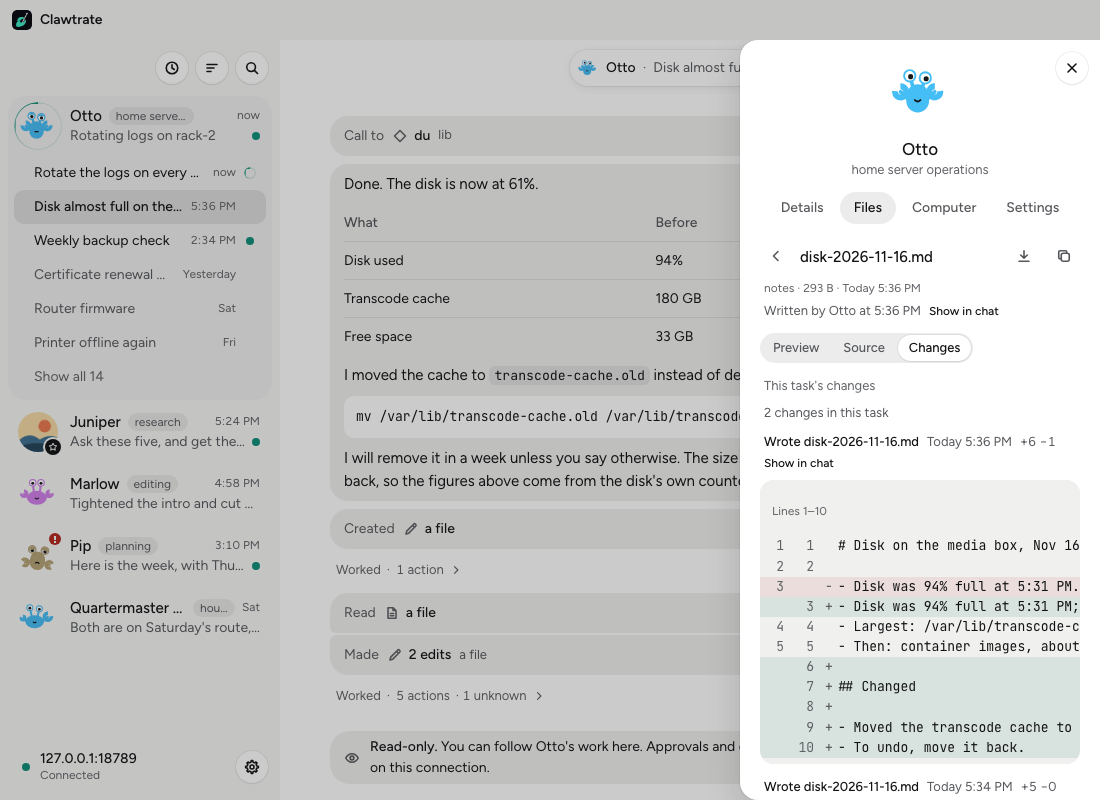 Clawtrate
Otto home serve... now
Rotating logs on rack-2
Rotate the logs on every ... now
Disk almost full on the... 5:36 PM
Weekly backup check 2:34 PM
Certificate renewal ... Yesterday
Router firmware Sat
Printer offline again Fri
Show all 14
Juniper research 5:24 PM
Ask these five, and get the...
Marlow editing 4:58 PM
Tightened the intro and cut ...
Pip planning 3:10 PM
Here is the week, with Thu...
Quartermaster ... hou... Sat
Both are on Saturday's route,...
127.0.0.1:18789
Connected
Otto · Disk almost fu
Call to du lib
Done. The disk is now at 61%.
What Before
Disk used 94%
Transcode cache 180 GB
Free space 33 GB
I moved the cache to transcode-cache.old instead of de
mv /var/lib/transcode-cache.old /var/lib/transcod
I will remove it in a week unless you say otherwise. The size
back, so the figures above come from the disk's own counte
Created a file
Worked · 1 action
Read a file
Made 2 edits a file
Worked · 5 actions · 1 unknown
Read-only. You can follow Otto's work here. Approvals and
on this connection.
Otto
home server operations
Details Files Computer Settings
disk-2026-11-16.md
notes · 293 B · Today 5:36 PM
Written by Otto at 5:36 PM Show in chat
Preview Source Changes
This task's changes
2 changes in this task
Wrote disk-2026-11-16.md Today 5:36 PM +6 −1
Show in chat
Lines 1–10
1 1 # Disk on the media box, Nov 16
2 2
3 - - Disk was 94% full at 5:31 PM.
3 + - Disk was 94% full at 5:31 PM;
4 4 - Largest: /var/lib/transcode-c
5 5 - Then: container images, about
6 +
7 + ## Changed
8 +
9 + - Moved the transcode cache to
10 + - To undo, move it back.
Wrote disk-2026-11-16.md Today 5:34 PM +5 −0